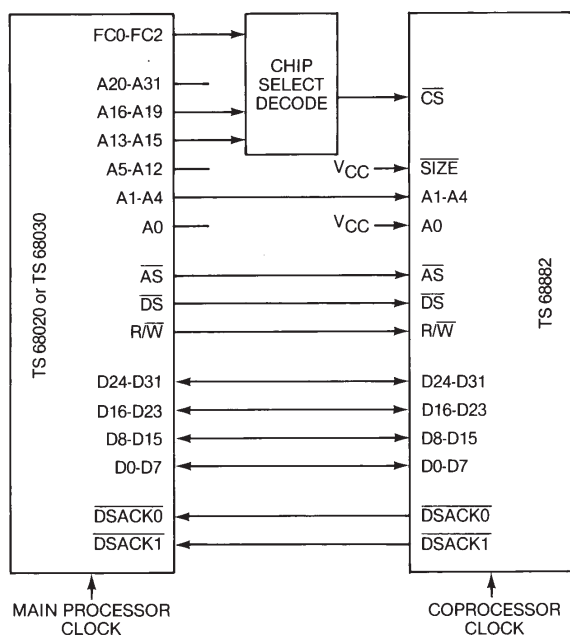 FC0-FC2
A20-A31
A16-A19
A13-A15
A5-A12
A1-A4
A0
AS
DS
R/W
D24-D31
D16-D23
D8-D15
D0-D7
DSACK0
DSACK1
TS 68020 or TS 68030
CHIP
SELECT
DECODE
VCC
VCC
CS
SIZE
A1-A4
A0
AS
DS
R/W
D24-D31
D16-D23
D8-D15
D0-D7
DSACK0
DSACK1
TS 68882
MAIN PROCESSOR
CLOCK
COPROCESSOR
CLOCK